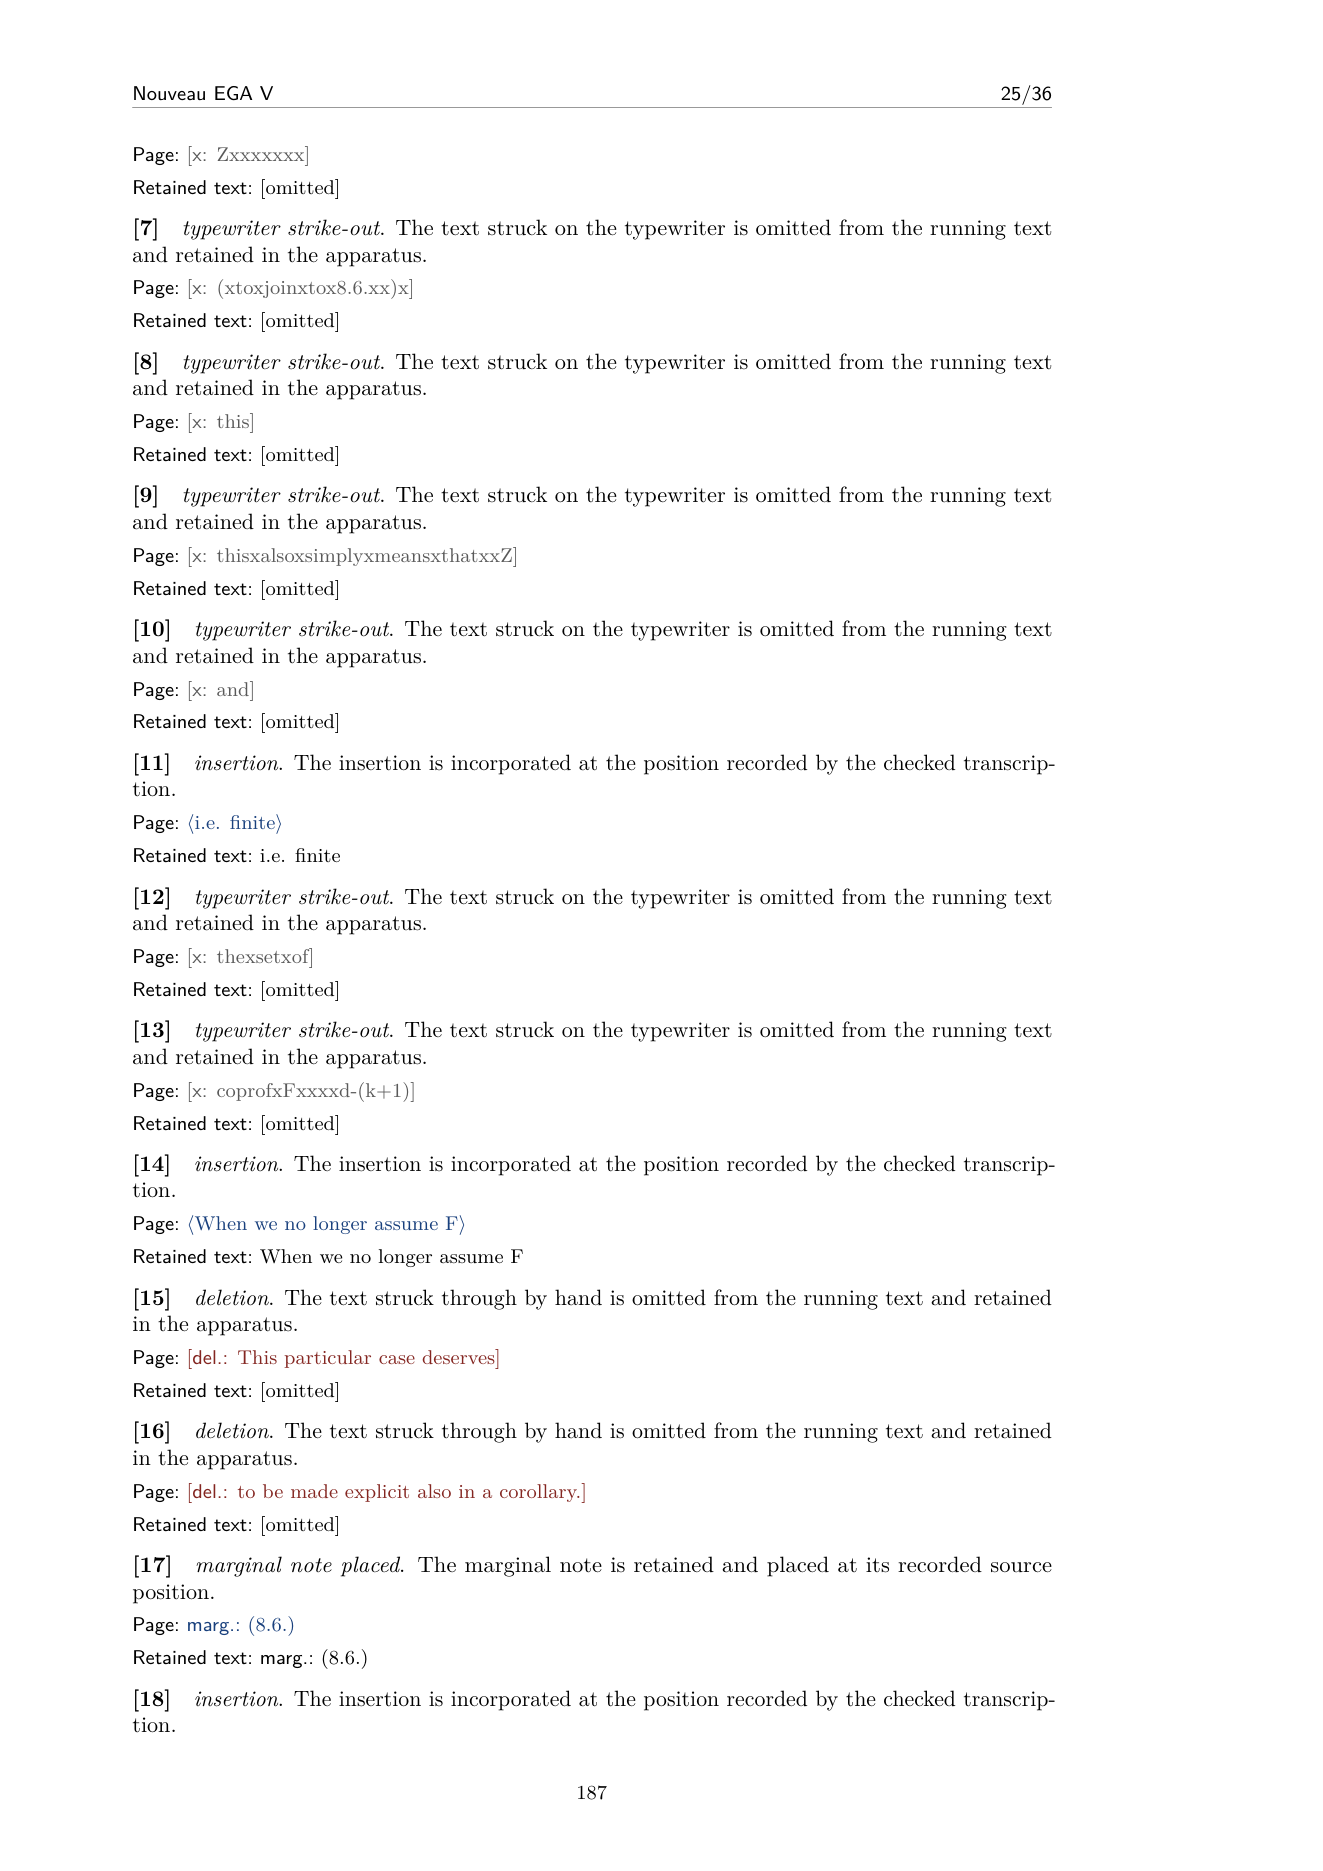 Nouveau EGA V 25/36
Page: [x: Zxxxxxxx]
Retained text: [omitted]
[7] typewriter strike-out. The text struck on the typewriter is omitted from the running text
and retained in the apparatus.
Page: [x: (xtoxjoinxtox8.6.xx)x]
Retained text: [omitted]
[8] typewriter strike-out. The text struck on the typewriter is omitted from the running text
and retained in the apparatus.
Page: [x: this]
Retained text: [omitted]
[9] typewriter strike-out. The text struck on the typewriter is omitted from the running text
and retained in the apparatus.
Page: [x: thisxalsoxsimplyxmeansxthatxxZ]
Retained text: [omitted]
[10] typewriter strike-out. The text struck on the typewriter is omitted from the running text
and retained in the apparatus.
Page: [x: and]
Retained text: [omitted]
[11] insertion. The insertion is incorporated at the position recorded by the checked transcrip-
tion.
Page: ⟨i.e. finite⟩
Retained text: i.e. finite
[12] typewriter strike-out. The text struck on the typewriter is omitted from the running text
and retained in the apparatus.
Page: [x: thexsetxof]
Retained text: [omitted]
[13] typewriter strike-out. The text struck on the typewriter is omitted from the running text
and retained in the apparatus.
Page: [x: coprofxFxxxxd-(k+1)]
Retained text: [omitted]
[14] insertion. The insertion is incorporated at the position recorded by the checked transcrip-
tion.
Page: ⟨When we no longer assume F⟩
Retained text: When we no longer assume F
[15] deletion. The text struck through by hand is omitted from the running text and retained
in the apparatus.
Page: [del.: This particular case deserves]
Retained text: [omitted]
[16] deletion. The text struck through by hand is omitted from the running text and retained
in the apparatus.
Page: [del.: to be made explicit also in a corollary.]
Retained text: [omitted]
[17] marginal note placed. The marginal note is retained and placed at its recorded source
position.
Page: marg.: (8.6.)
Retained text: marg.: (8.6.)
[18] insertion. The insertion is incorporated at the position recorded by the checked transcrip-
tion.
187